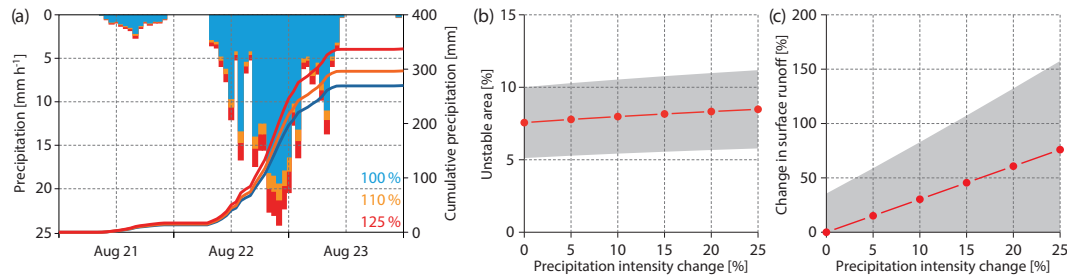 (a)
Precipitation [mm h⁻¹]
0
5
10
15
20
25
Aug 21
Aug 22
Aug 23
100 %
110 %
125 %
400
300
200
100
0
Cumulative precipitation [mm]
(b)
Unstable area [%]
15
10
5
0
0 5 10 15 20 25
Precipitation intensity change [%]
(c)
Change in surface runoff [%]
200
150
100
50
0
0 5 10 15 20 25
Precipitation intensity change [%]